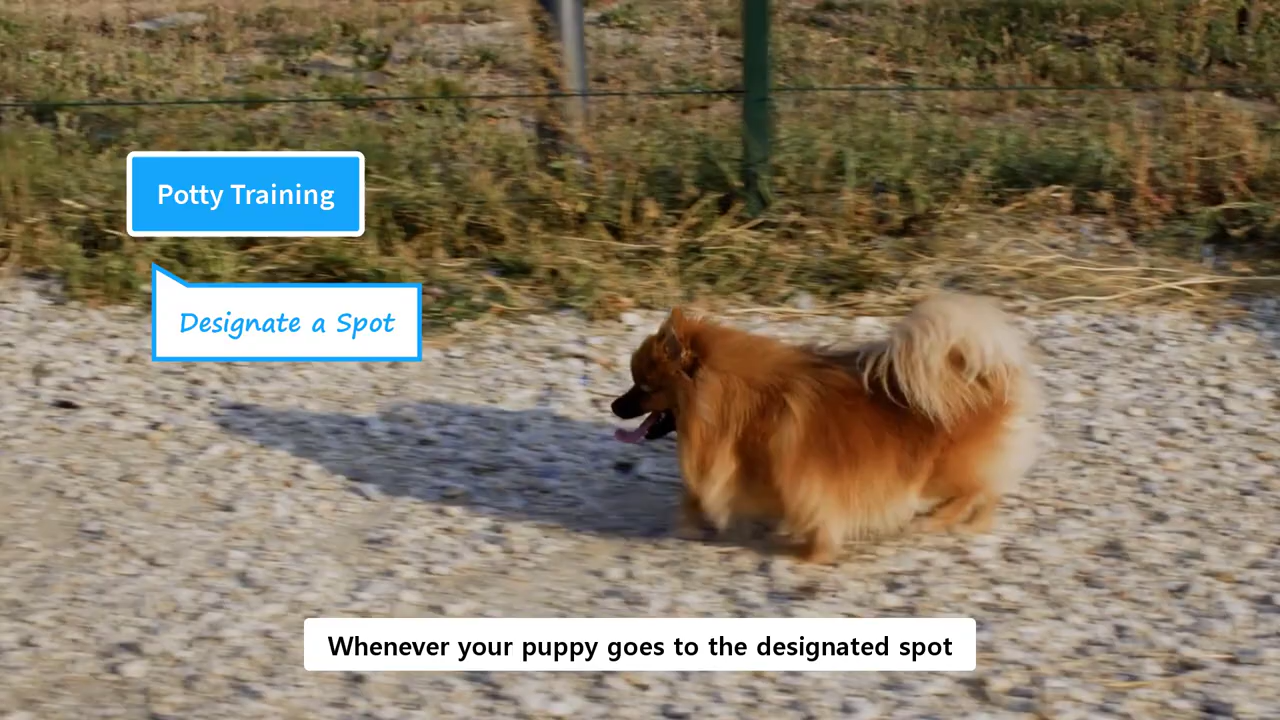 Potty Training
Designate a Spot
Whenever your puppy goes to the designated spot